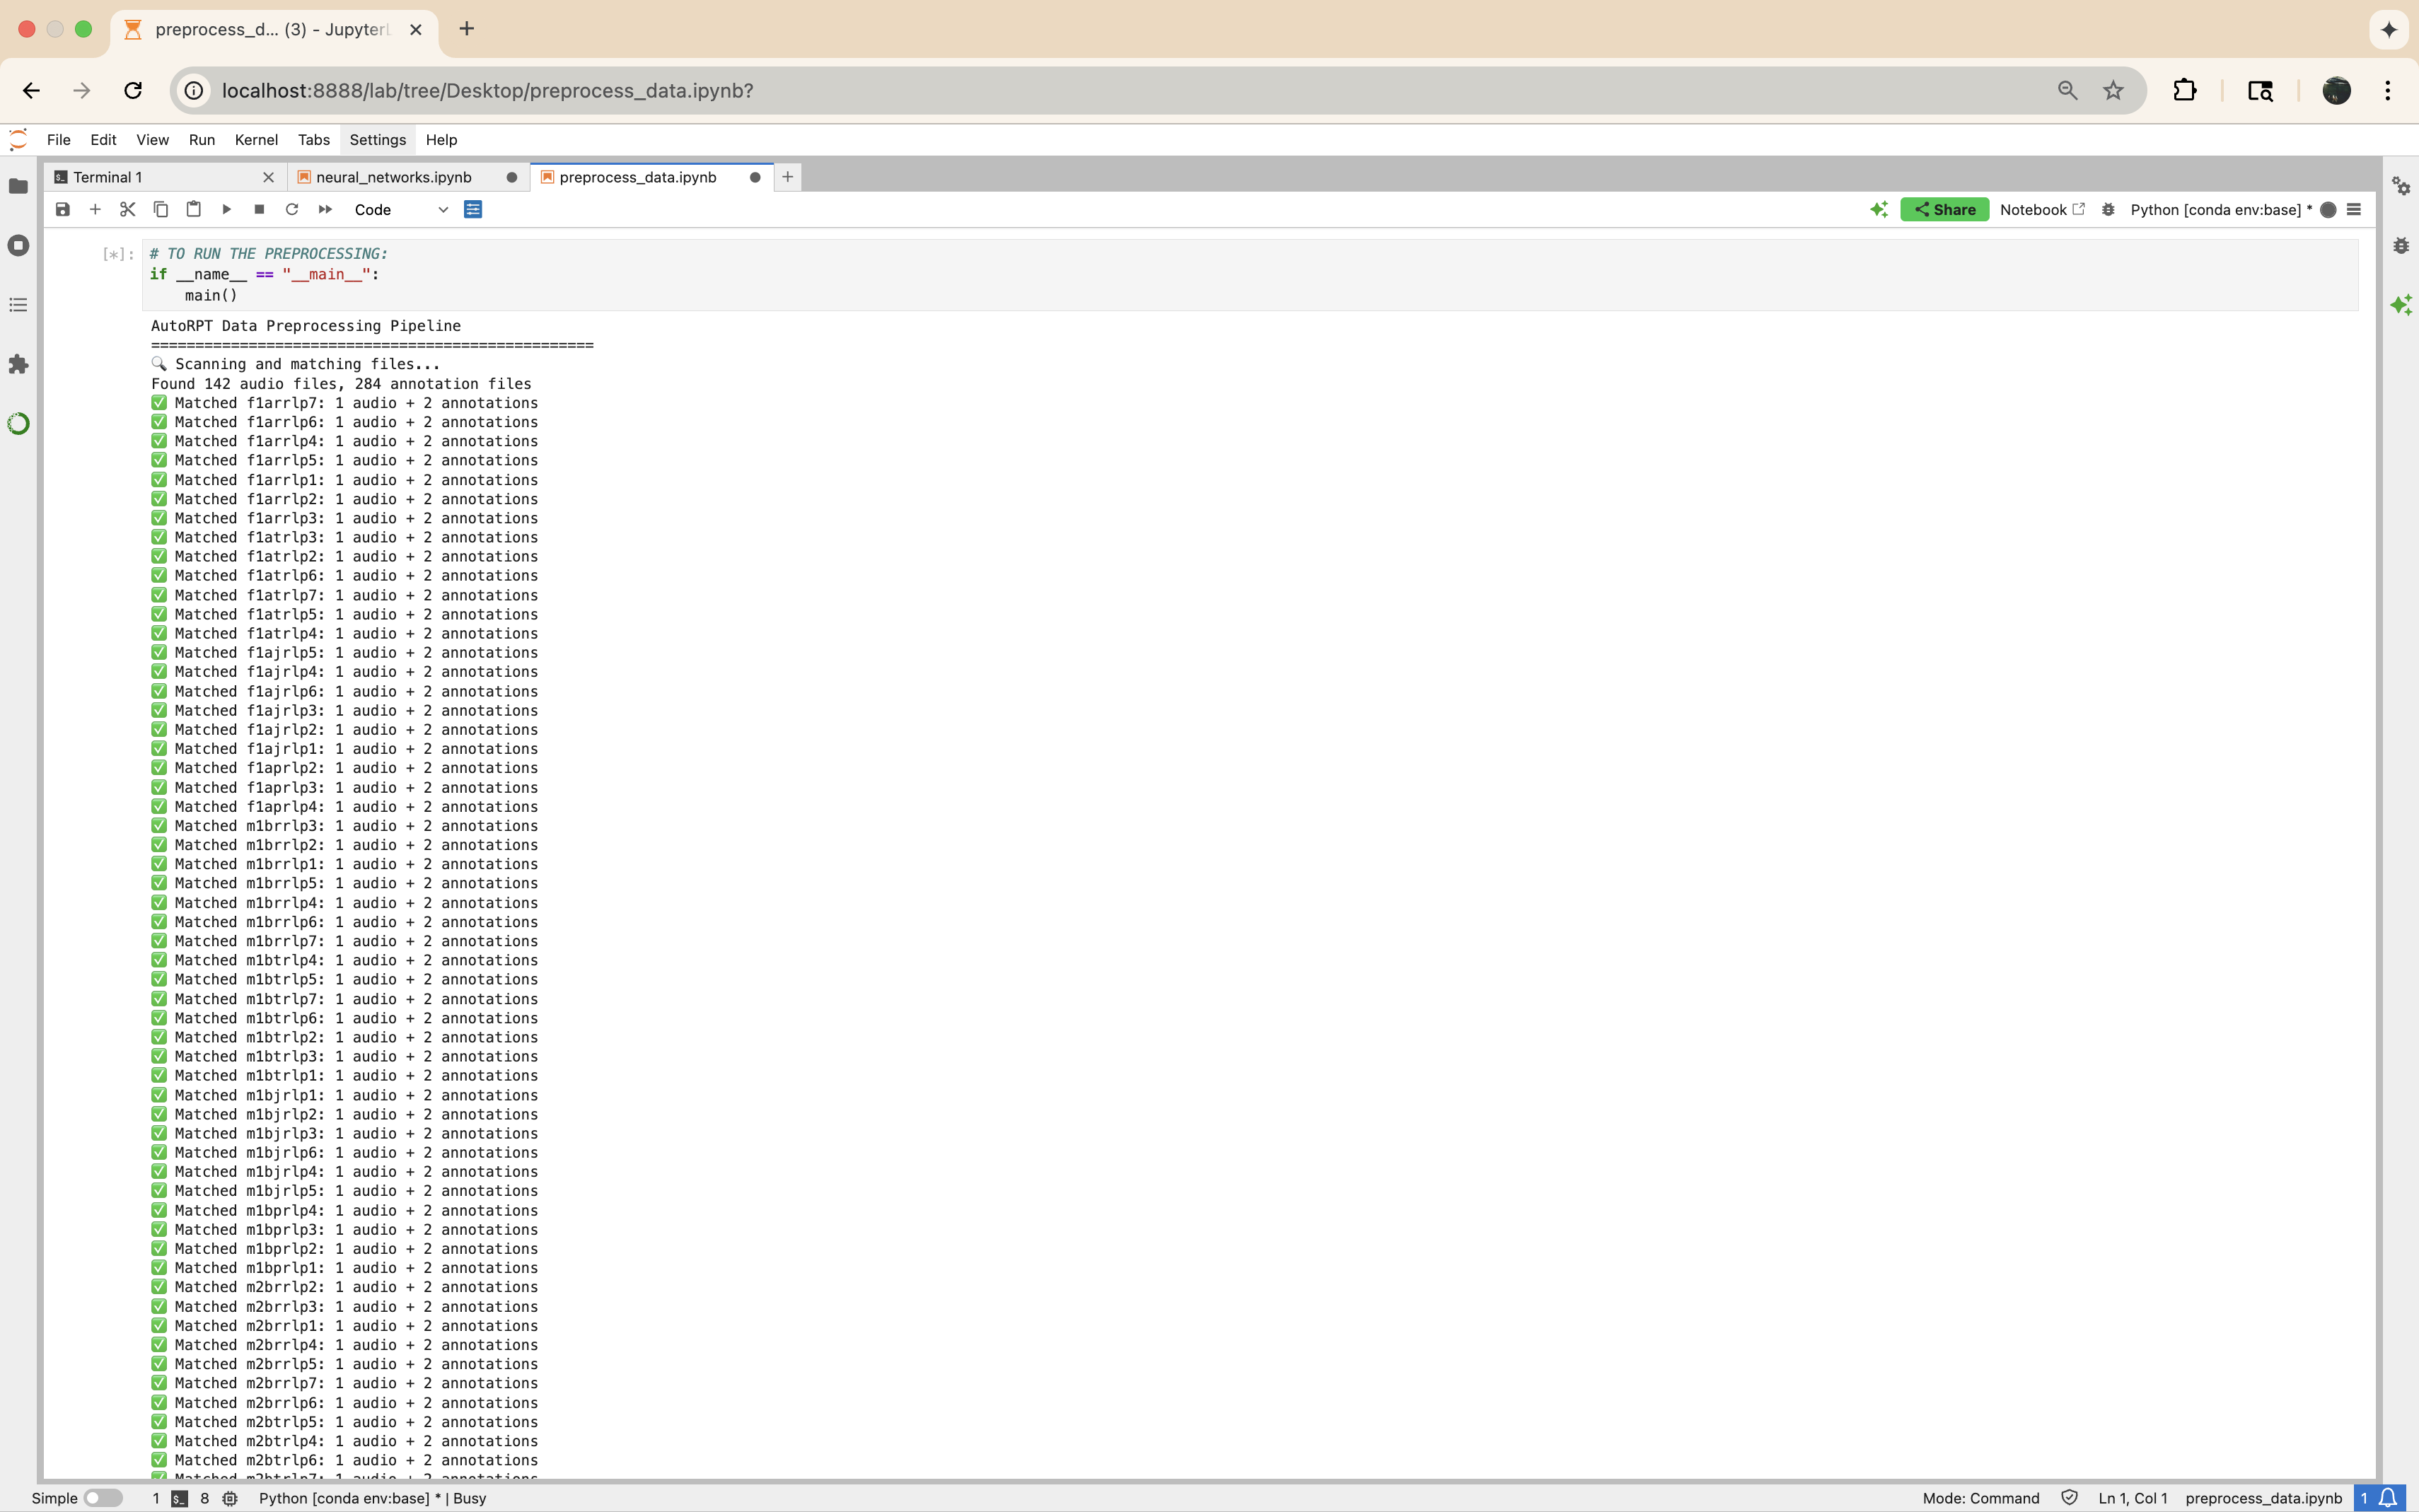 preprocess_d... (3) - Jupyterl
localhost:8888/lab/tree/Desktop/preprocess_data.ipynb?
File Edit View Run Kernel Tabs Settings Help
Terminal 1 neural_networks.ipynb preprocess_data.ipynb
Code Share Notebook Python [conda env:base] *
[*]: # TO RUN THE PREPROCESSING:
if __name__ == "__main__":
main()
AutoRPT Data Preprocessing Pipeline
==================================================
🔍 Scanning and matching files...
Found 142 audio files, 284 annotation files
✅ Matched f1arrlp7: 1 audio + 2 annotations
✅ Matched f1arrlp6: 1 audio + 2 annotations
✅ Matched f1arrlp4: 1 audio + 2 annotations
✅ Matched f1arrlp5: 1 audio + 2 annotations
✅ Matched f1arrlp1: 1 audio + 2 annotations
✅ Matched f1arrlp2: 1 audio + 2 annotations
✅ Matched f1arrlp3: 1 audio + 2 annotations
✅ Matched f1atrlp3: 1 audio + 2 annotations
✅ Matched f1atrlp2: 1 audio + 2 annotations
✅ Matched f1atrlp6: 1 audio + 2 annotations
✅ Matched f1atrlp7: 1 audio + 2 annotations
✅ Matched f1atrlp5: 1 audio + 2 annotations
✅ Matched f1atrlp4: 1 audio + 2 annotations
✅ Matched f1ajrlp5: 1 audio + 2 annotations
✅ Matched f1ajrlp4: 1 audio + 2 annotations
✅ Matched f1ajrlp6: 1 audio + 2 annotations
✅ Matched f1ajrlp3: 1 audio + 2 annotations
✅ Matched f1ajrlp2: 1 audio + 2 annotations
✅ Matched f1ajrlp1: 1 audio + 2 annotations
✅ Matched f1aprlp2: 1 audio + 2 annotations
✅ Matched f1aprlp3: 1 audio + 2 annotations
✅ Matched f1aprlp4: 1 audio + 2 annotations
✅ Matched m1brrlp3: 1 audio + 2 annotations
✅ Matched m1brrlp2: 1 audio + 2 annotations
✅ Matched m1brrlp1: 1 audio + 2 annotations
✅ Matched m1brrlp5: 1 audio + 2 annotations
✅ Matched m1brrlp4: 1 audio + 2 annotations
✅ Matched m1brrlp6: 1 audio + 2 annotations
✅ Matched m1brrlp7: 1 audio + 2 annotations
✅ Matched m1btrlp4: 1 audio + 2 annotations
✅ Matched m1btrlp5: 1 audio + 2 annotations
✅ Matched m1btrlp7: 1 audio + 2 annotations
✅ Matched m1btrlp6: 1 audio + 2 annotations
✅ Matched m1btrlp2: 1 audio + 2 annotations
✅ Matched m1btrlp3: 1 audio + 2 annotations
✅ Matched m1btrlp1: 1 audio + 2 annotations
✅ Matched m1bjrlp1: 1 audio + 2 annotations
✅ Matched m1bjrlp2: 1 audio + 2 annotations
✅ Matched m1bjrlp3: 1 audio + 2 annotations
✅ Matched m1bjrlp6: 1 audio + 2 annotations
✅ Matched m1bjrlp4: 1 audio + 2 annotations
✅ Matched m1bjrlp5: 1 audio + 2 annotations
✅ Matched m1bprlp4: 1 audio + 2 annotations
✅ Matched m1bprlp3: 1 audio + 2 annotations
✅ Matched m1bprlp2: 1 audio + 2 annotations
✅ Matched m1bprlp1: 1 audio + 2 annotations
✅ Matched m2brrlp2: 1 audio + 2 annotations
✅ Matched m2brrlp3: 1 audio + 2 annotations
✅ Matched m2brrlp1: 1 audio + 2 annotations
✅ Matched m2brrlp4: 1 audio + 2 annotations
✅ Matched m2brrlp5: 1 audio + 2 annotations
✅ Matched m2brrlp7: 1 audio + 2 annotations
✅ Matched m2brrlp6: 1 audio + 2 annotations
✅ Matched m2btrlp5: 1 audio + 2 annotations
✅ Matched m2btrlp4: 1 audio + 2 annotations
✅ Matched m2btrlp6: 1 audio + 2 annotations
✅ Matched m2btrlp7: 1 audio + 2 annotations
Simple 1 8 Python [conda env:base] * | Busy Mode: Command Ln 1, Col 1 preprocess_data.ipynb 1